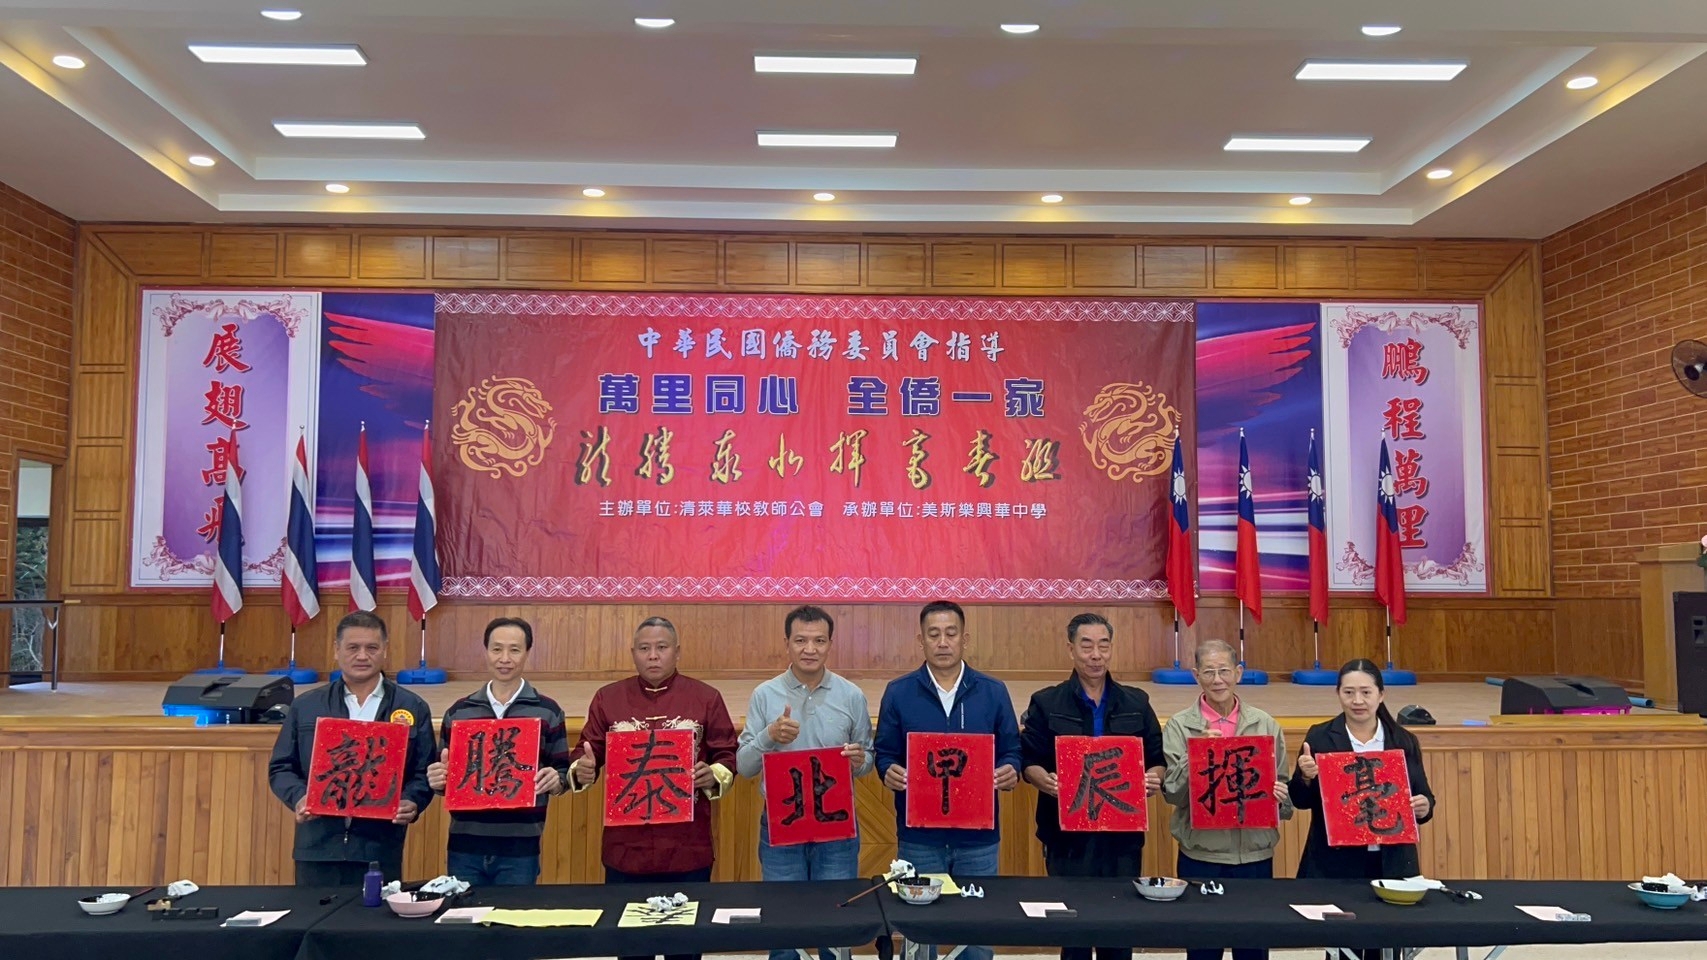 中華民國僑務委員會指導
萬里同心 全僑一家
龍騰泰北揮毫賽巡
主辦單位:清萊華校教師公會 承辦單位:美斯樂興華中學
展翅高飛
鵬程萬里
龍
騰
泰
北
甲
辰
揮
毫